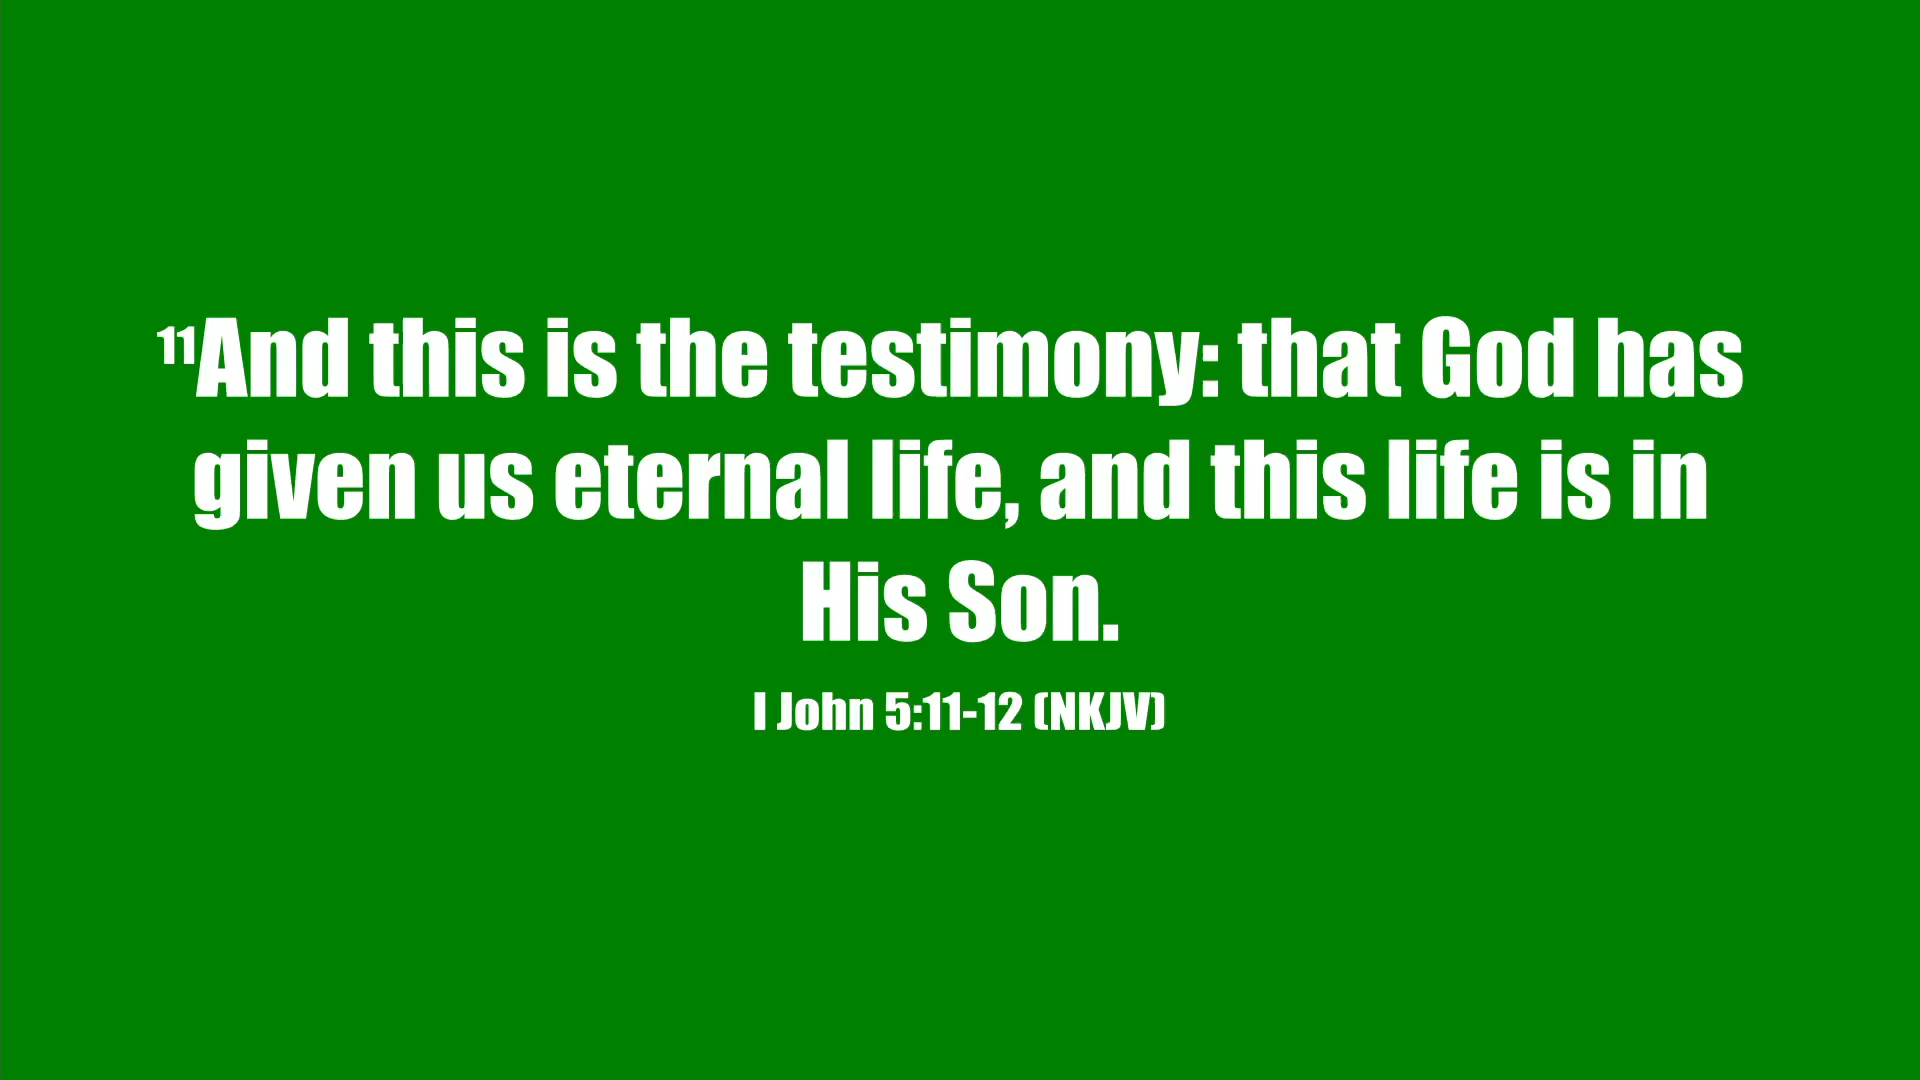 ¹¹And this is the testimony: that God has
given us eternal life, and this life is in
His Son.
I John 5:11-12 (NKJV)